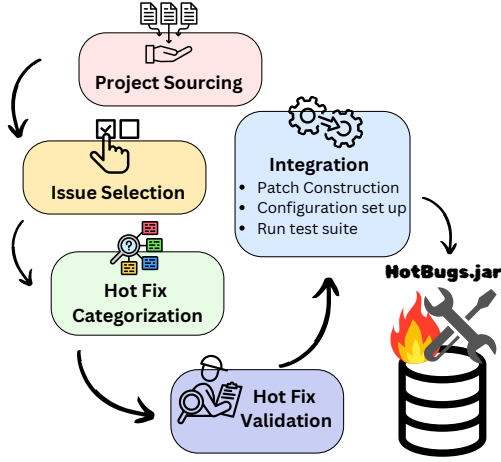 Project Sourcing
Issue Selection
?
Hot Fix
Categorization
Hot Fix
Validation
Integration
• Patch Construction
• Configuration set up
• Run test suite
HotBugs.jar